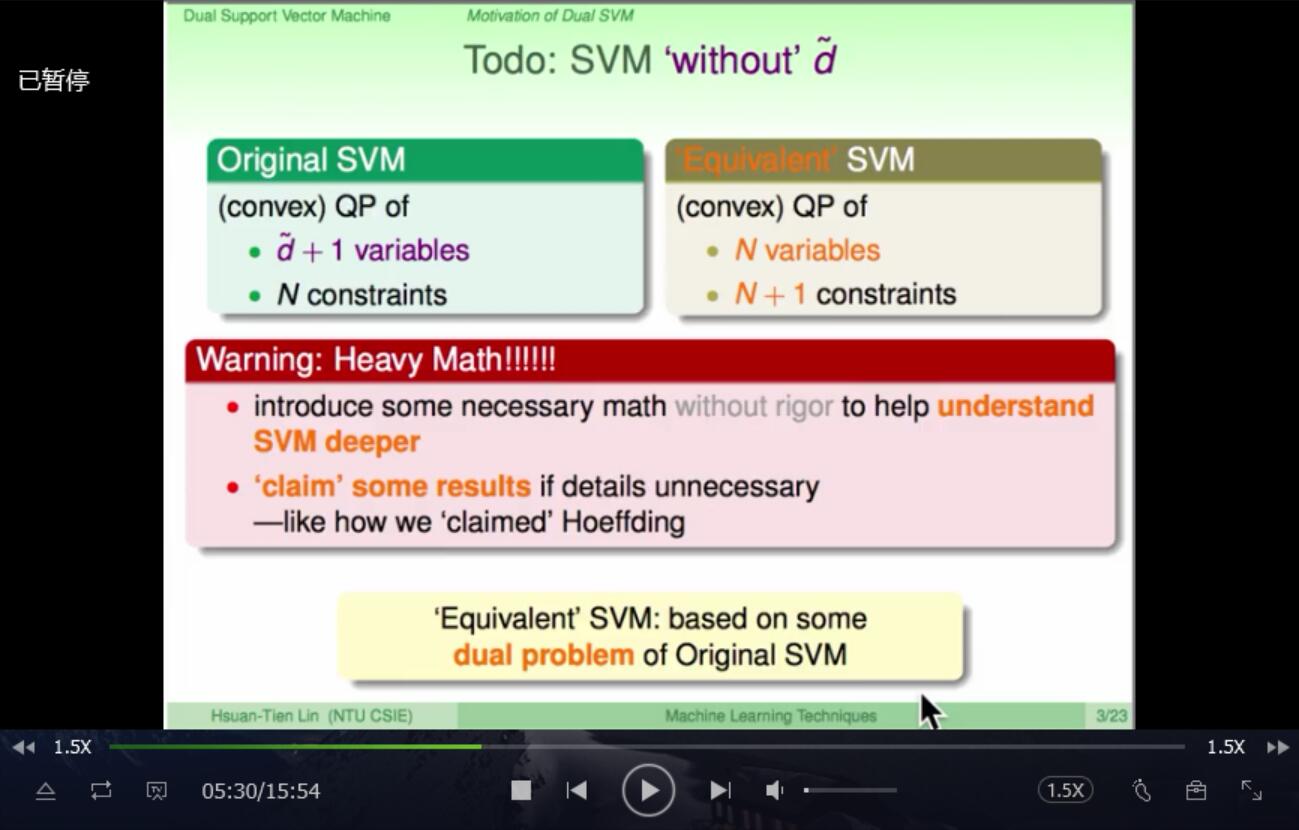 Dual Support Vector Machine
Motivation of Dual SVM
Todo: SVM ‘without’ d̃
已暂停
Original SVM
(convex) QP of
• d̃ + 1 variables
• N constraints
‘Equivalent’ SVM
(convex) QP of
• N variables
• N + 1 constraints
Warning: Heavy Math!!!!!!
• introduce some necessary math without rigor to help understand
SVM deeper
• ‘claim’ some results if details unnecessary
—like how we ‘claimed’ Hoeffding
‘Equivalent’ SVM: based on some
dual problem of Original SVM
Hsuan-Tien Lin (NTU CSIE)
Machine Learning Techniques
3/23
1.5X
1.5X
05:30/15:54
1.5X